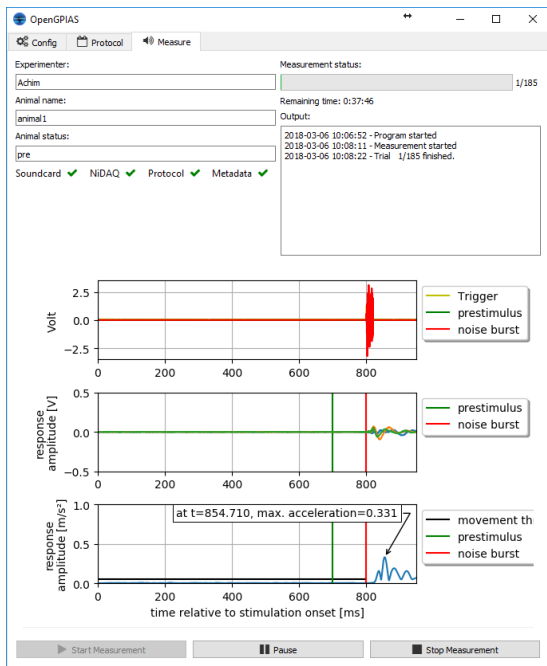 OpenGPIAS
Config Protocol Measure
Experimenter:
Achim
Animal name:
animal1
Animal status:
pre
Soundcard NiDAQ Protocol Metadata
Measurement status:
1/185
Remaining time: 0:37:46
Output:
2018-03-06 10:06:52 - Program started
2018-03-06 10:08:11 - Measurement started
2018-03-06 10:08:22 - Trial 1/185 finished.
Volt
2.5
0.0
−2.5
0 200 400 600 800
Trigger
prestimulus
noise burst
response
amplitude [V]
0.5
0.0
−0.5
0 200 400 600 800
prestimulus
noise burst
response
amplitude [m/s²]
1.0
0.5
0.0
at t=854.710, max. acceleration=0.331
0 200 400 600 800
time relative to stimulation onset [ms]
movement th
prestimulus
noise burst
Start Measurement Pause Stop Measurement